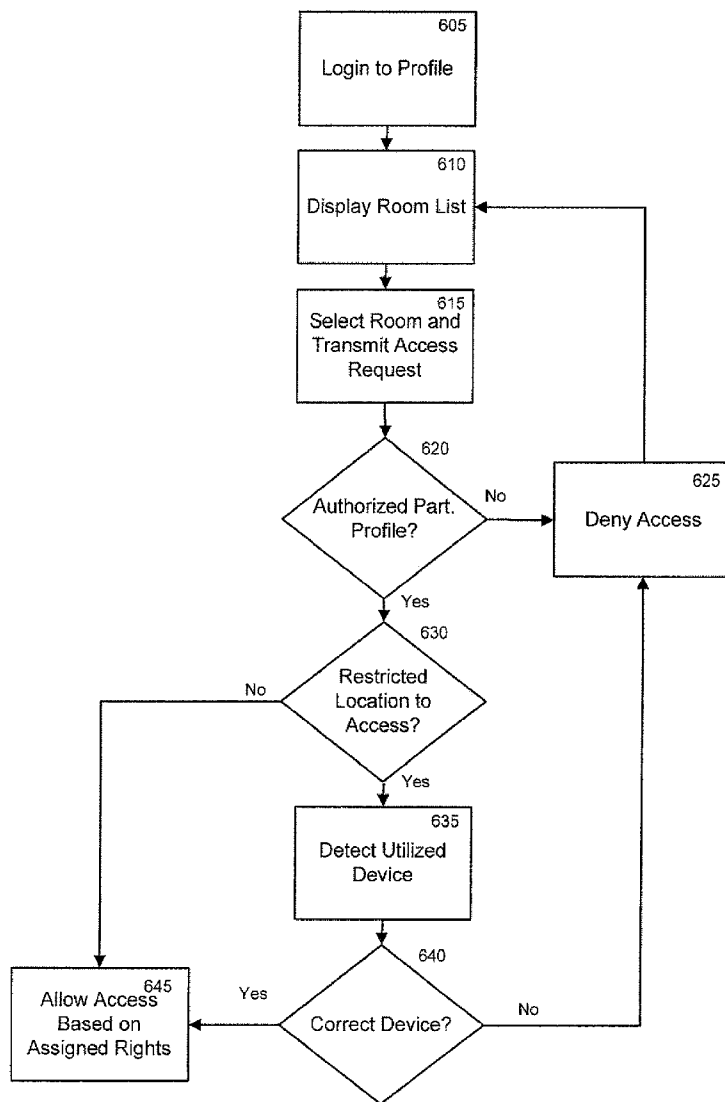 605
Login to Profile
610
Display Room List
615
Select Room and
Transmit Access
Request
620
Authorized Part.
Profile?
No
625
Deny Access
Yes
630
Restricted
Location to
Access?
No
Yes
635
Detect Utilized
Device
640
Correct Device?
Yes
No
645
Allow Access
Based on
Assigned Rights